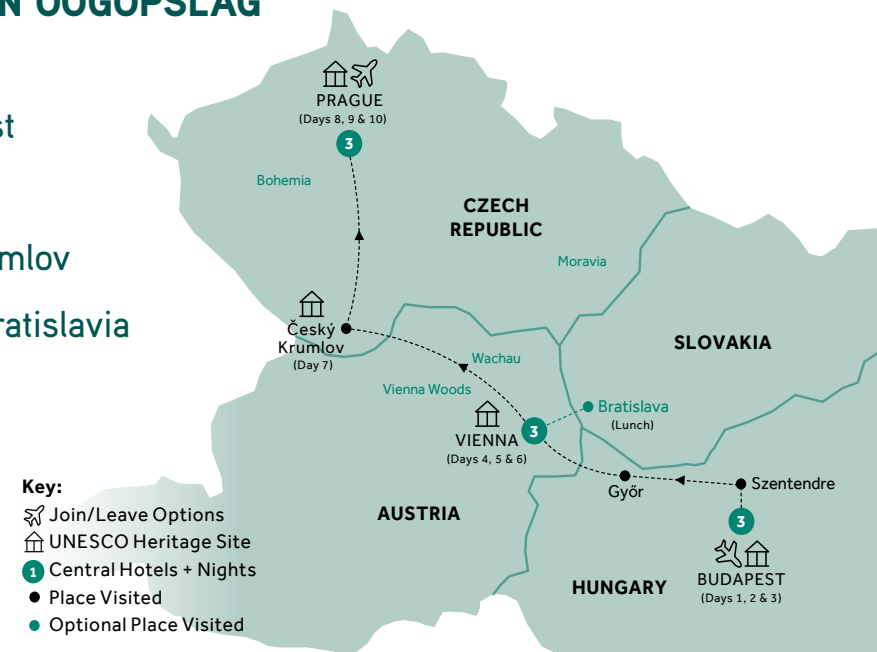 OOGOPSLAG
PRAGUE
(Days 8, 9 & 10)
3
Bohemia
CZECH
REPUBLIC
Moravia
mlov
ratislavia
Český
Krumlov
(Day 7)
Wachau
Vienna Woods
SLOVAKIA
Bratislava
(Lunch)
3
VIENNA
(Days 4, 5 & 6)
Győr
Szentendre
3
BUDAPEST
(Days 1, 2 & 3)
AUSTRIA
HUNGARY
Key:
Join/Leave Options
UNESCO Heritage Site
1 Central Hotels + Nights
Place Visited
Optional Place Visited